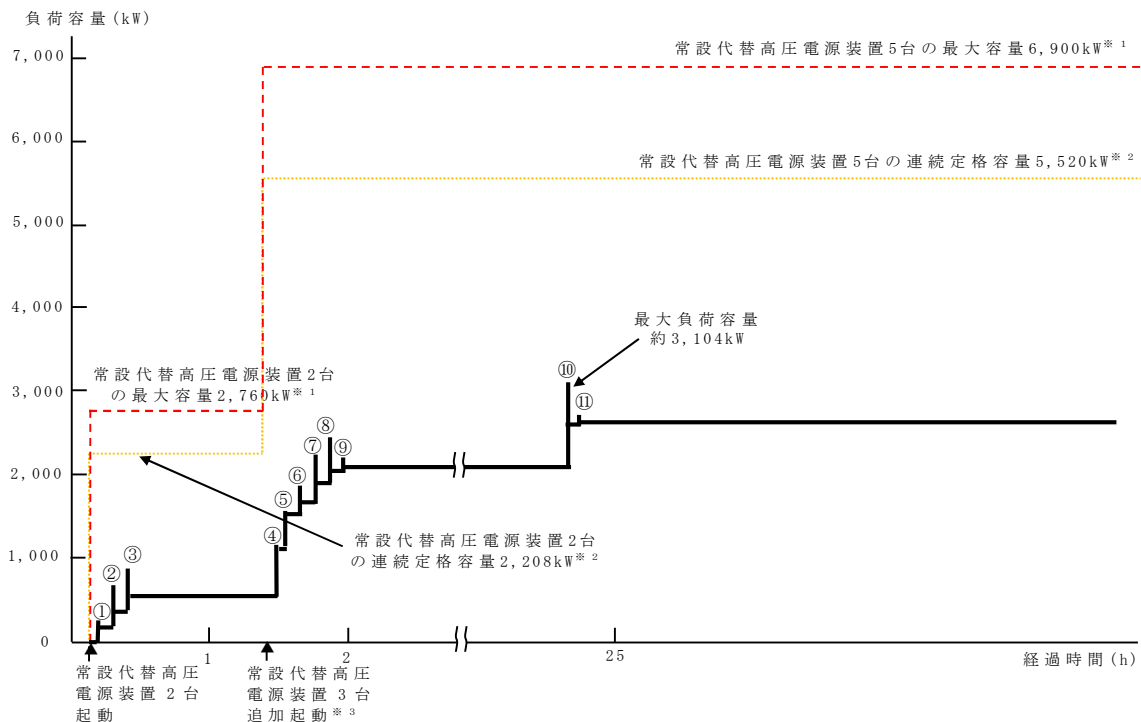 負荷容量(kW)
7,000
6,000
5,000
4,000
3,000
2,000
1,000
0
常設代替高圧電源装置5台の最大容量6,900kW※1
常設代替高圧電源装置5台の連続定格容量5,520kW※2
最大負荷容量
約3,104kW
常設代替高圧電源装置2台
の最大容量2,760kW※1
常設代替高圧電源装置2台
の連続定格容量2,208kW※2
①
②
③
④
⑤
⑥
⑦
⑧
⑨
⑩
⑪
1
2
25
経過時間(h)
常設代替高圧
電源装置2台
起動
常設代替高圧
電源装置3台
追加起動※3